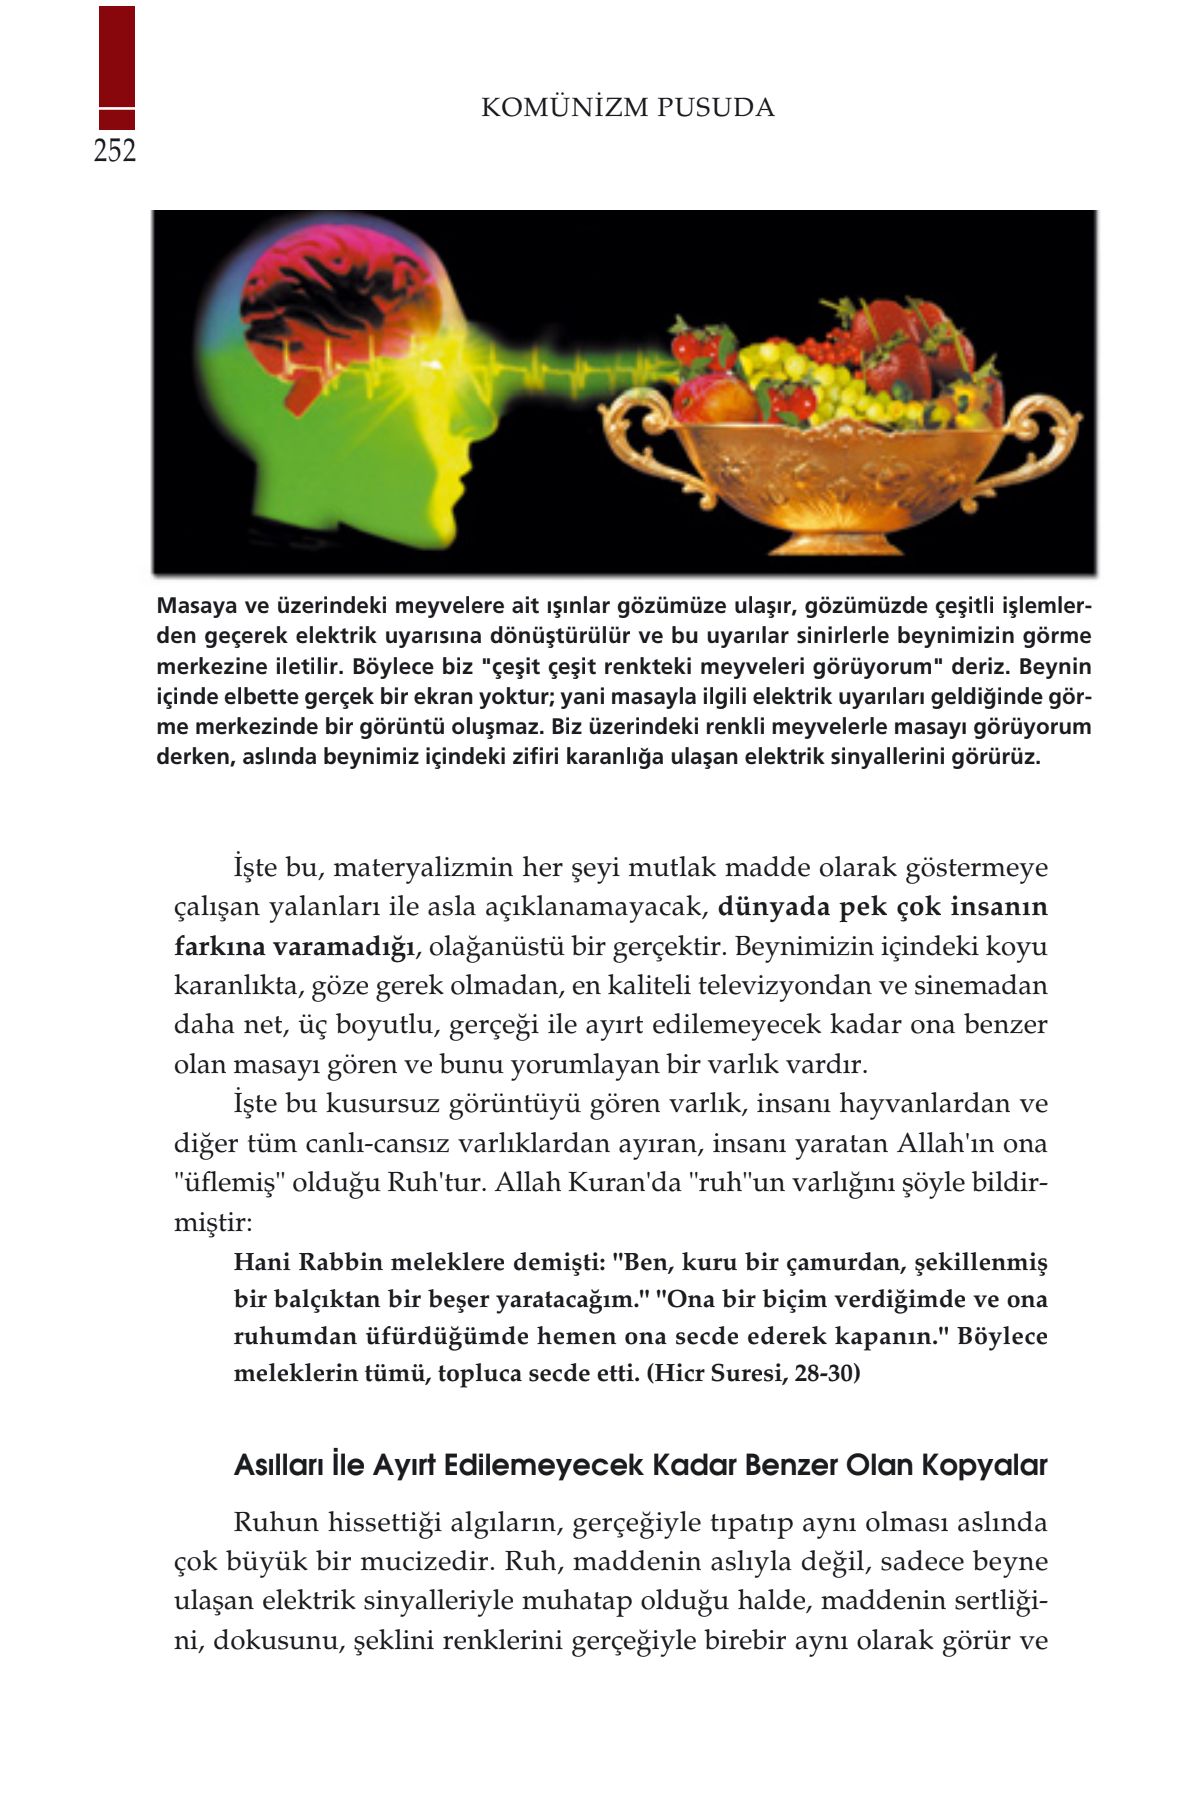 KOMÜNİZM PUSUDA
252
Masaya ve üzerindeki meyvelere ait ışınlar gözümüze ulaşır, gözümüzde çeşitli işlemler-
den geçerek elektrik uyarısına dönüştürülür ve bu uyarılar sinirlerle beynimizin görme
merkezine iletilir. Böylece biz "çeşit çeşit renkteki meyveleri görüyorum" deriz. Beynin
içinde elbette gerçek bir ekran yoktur; yani masayla ilgili elektrik uyarıları geldiğinde gör-
me merkezinde bir görüntü oluşmaz. Biz üzerindeki renkli meyvelerle masayı görüyorum
derken, aslında beynimiz içindeki zifiri karanlığa ulaşan elektrik sinyallerini görürüz.
İşte bu, materyalizmin her şeyi mutlak madde olarak göstermeye
çalışan yalanları ile asla açıklanamayacak, dünyada pek çok insanın
farkına varamadığı, olağanüstü bir gerçektir. Beynimizin içindeki koyu
karanlıkta, göze gerek olmadan, en kaliteli televizyondan ve sinemadan
daha net, üç boyutlu, gerçeği ile ayırt edilemeyecek kadar ona benzer
olan masayı gören ve bunu yorumlayan bir varlık vardır.
İşte bu kusursuz görüntüyü gören varlık, insanı hayvanlardan ve
diğer tüm canlı-cansız varlıklardan ayıran, insanı yaratan Allah'ın ona
"üflemiş" olduğu Ruh'tur. Allah Kuran'da "ruh"un varlığını şöyle bildir-
miştir:
Hani Rabbin meleklere demişti: "Ben, kuru bir çamurdan, şekillenmiş
bir balçıktan bir beşer yaratacağım." "Ona bir biçim verdiğimde ve ona
ruhumdan üfürdüğümde hemen ona secde ederek kapanın." Böylece
meleklerin tümü, topluca secde etti. (Hicr Suresi, 28-30)
Asılları İle Ayırt Edilemeyecek Kadar Benzer Olan Kopyalar
Ruhun hissettiği algıların, gerçeğiyle tıpatıp aynı olması aslında
çok büyük bir mucizedir. Ruh, maddenin aslıyla değil, sadece beyne
ulaşan elektrik sinyalleriyle muhatap olduğu halde, maddenin sertliği-
ni, dokusunu, şeklini renklerini gerçeğiyle birebir aynı olarak görür ve